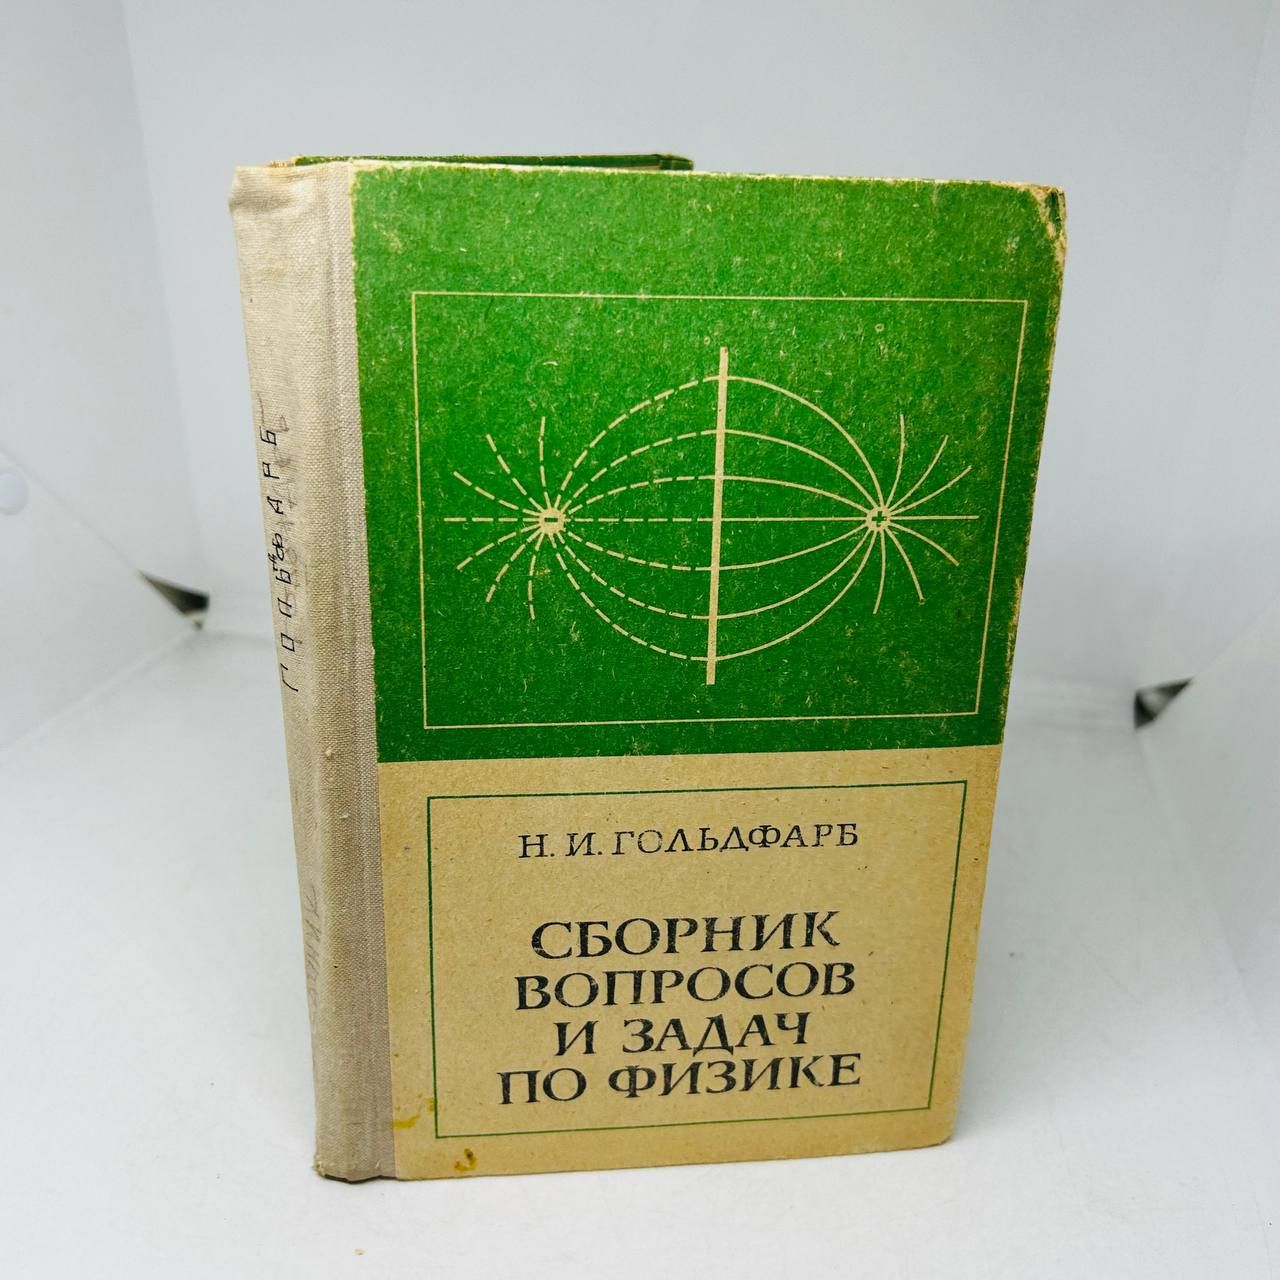 Н. И. ГОЛЬДФАРБ
СБОРНИК
ВОПРОСОВ
И ЗАДАЧ
ПО ФИЗИКЕ
ГОЛЬДФАРБ
-
+